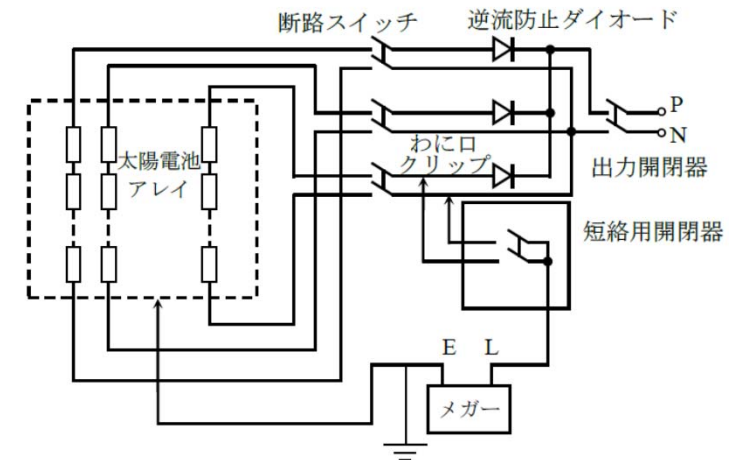 断路スイッチ
逆流防止ダイオード
P
N
わに口
クリップ
出力開閉器
太陽電池
アレイ
短絡用開閉器
E L
メガー